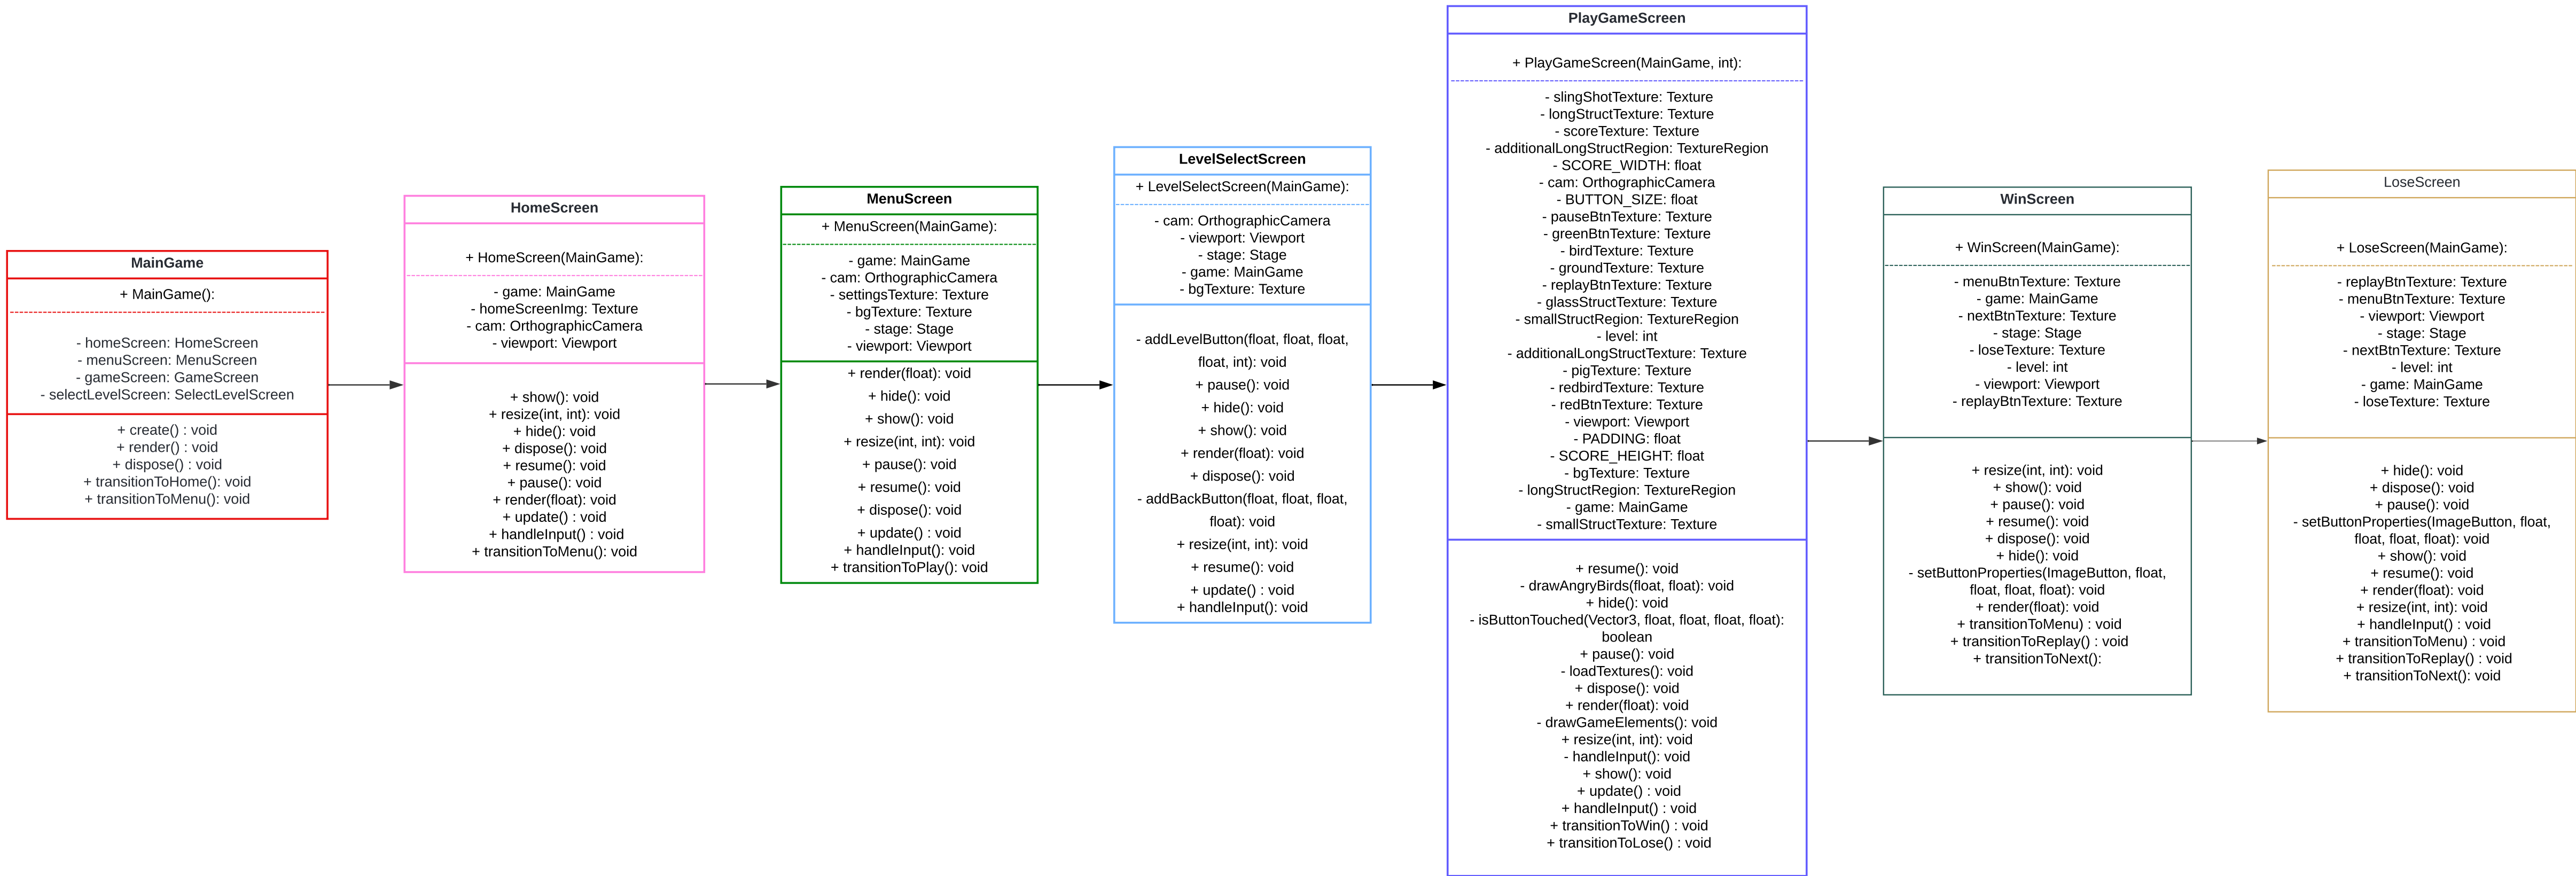 MainGame
+ MainGame():
- homeScreen: HomeScreen
- menuScreen: MenuScreen
- gameScreen: GameScreen
- selectLevelScreen: SelectLevelScreen
+ create() : void
+ render() : void
+ dispose() : void
+ transitionToHome(): void
+ transitionToMenu(): void
HomeScreen
+ HomeScreen(MainGame):
- game: MainGame
- homeScreenImg: Texture
- cam: OrthographicCamera
- viewport: Viewport
+ show(): void
+ resize(int, int): void
+ hide(): void
+ dispose(): void
+ resume(): void
+ pause(): void
+ render(float): void
+ update() : void
+ handleInput() : void
+ transitionToMenu(): void
MenuScreen
+ MenuScreen(MainGame):
- game: MainGame
- cam: OrthographicCamera
- settingsTexture: Texture
- bgTexture: Texture
- stage: Stage
- viewport: Viewport
+ render(float): void
+ hide(): void
+ show(): void
+ resize(int, int): void
+ pause(): void
+ resume(): void
+ dispose(): void
+ update() : void
+ handleInput(): void
+ transitionToPlay(): void
LevelSelectScreen
+ LevelSelectScreen(MainGame):
- cam: OrthographicCamera
- viewport: Viewport
- stage: Stage
- game: MainGame
- bgTexture: Texture
- addLevelButton(float, float, float,
float, int): void
+ pause(): void
+ hide(): void
+ show(): void
+ render(float): void
+ dispose(): void
- addBackButton(float, float, float,
float): void
+ resize(int, int): void
+ resume(): void
+ update() : void
+ handleInput(): void
PlayGameScreen
+ PlayGameScreen(MainGame, int):
- slingShotTexture: Texture
- longStructTexture: Texture
- scoreTexture: Texture
- additionalLongStructRegion: TextureRegion
- SCORE_WIDTH: float
- cam: OrthographicCamera
- BUTTON_SIZE: float
- pauseBtnTexture: Texture
- greenBtnTexture: Texture
- birdTexture: Texture
- groundTexture: Texture
- replayBtnTexture: Texture
- glassStructTexture: Texture
- smallStructRegion: TextureRegion
- level: int
- additionalLongStructTexture: Texture
- pigTexture: Texture
- redbirdTexture: Texture
- redBtnTexture: Texture
- viewport: Viewport
- PADDING: float
- SCORE_HEIGHT: float
- bgTexture: Texture
- longStructRegion: TextureRegion
- game: MainGame
- smallStructTexture: Texture
+ resume(): void
- drawAngryBirds(float, float): void
+ hide(): void
- isButtonTouched(Vector3, float, float, float, float):
boolean
+ pause(): void
- loadTextures(): void
+ dispose(): void
+ render(float): void
- drawGameElements(): void
+ resize(int, int): void
- handleInput(): void
+ show(): void
+ update() : void
+ handleInput() : void
+ transitionToWin() : void
+ transitionToLose() : void
WinScreen
+ WinScreen(MainGame):
- menuBtnTexture: Texture
- game: MainGame
- nextBtnTexture: Texture
- stage: Stage
- loseTexture: Texture
- level: int
- viewport: Viewport
- replayBtnTexture: Texture
+ resize(int, int): void
+ show(): void
+ pause(): void
+ resume(): void
+ dispose(): void
+ hide(): void
- setButtonProperties(ImageButton, float,
float, float, float): void
+ render(float): void
+ transitionToMenu) : void
+ transitionToReplay() : void
+ transitionToNext():
LoseScreen
+ LoseScreen(MainGame):
- replayBtnTexture: Texture
- menuBtnTexture: Texture
- viewport: Viewport
- stage: Stage
- nextBtnTexture: Texture
- level: int
- game: MainGame
- loseTexture: Texture
+ hide(): void
+ dispose(): void
+ pause(): void
- setButtonProperties(ImageButton, float,
float, float, float): void
+ show(): void
+ resume(): void
+ render(float): void
+ resize(int, int): void
+ handleInput() : void
+ transitionToMenu) : void
+ transitionToReplay() : void
+ transitionToNext(): void